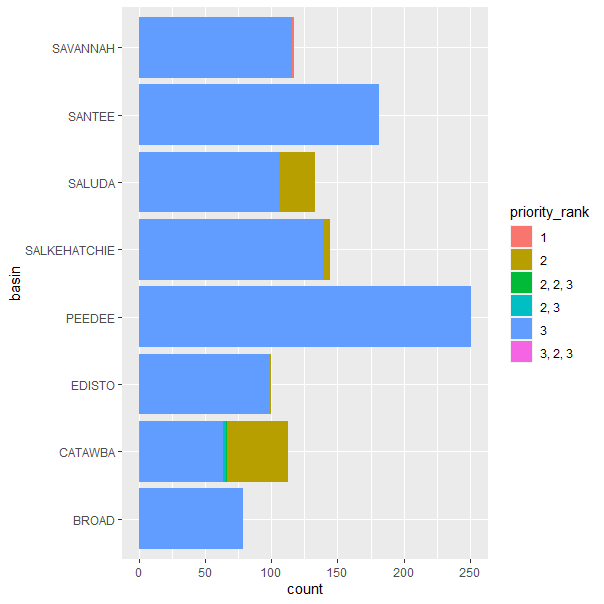 SAVANNAH
SANTEE
SALUDA
SALKEHATCHIE
PEEDEE
EDISTO
CATAWBA
BROAD
basin
0 50 100 150 200 250
count
priority_rank
1
2
2, 2, 3
2, 3
3
3, 2, 3